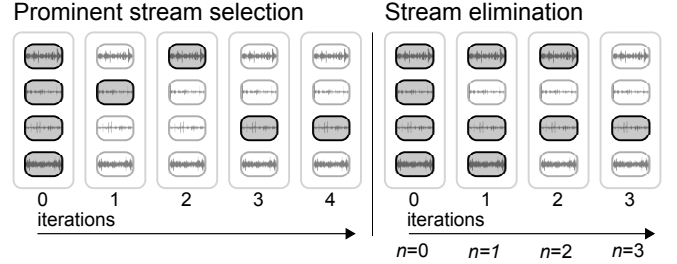 Prominent stream selection
0 1 2 3 4
iterations
Stream elimination
0 1 2 3
iterations
n=0 n=1 n=2 n=3